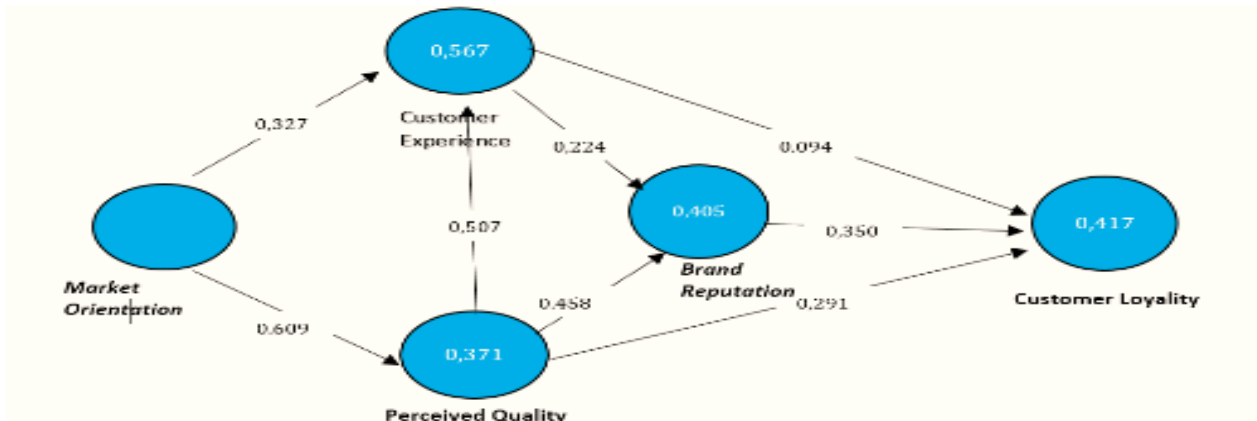 0,567
Customer
Experience
0,327
0,224
0.094
0,405
0,417
0,507
0,350
Brand
Reputation
Market
Orientation
0.458
0,291
Customer Loyality
0.609
0,371
Perceived Quality